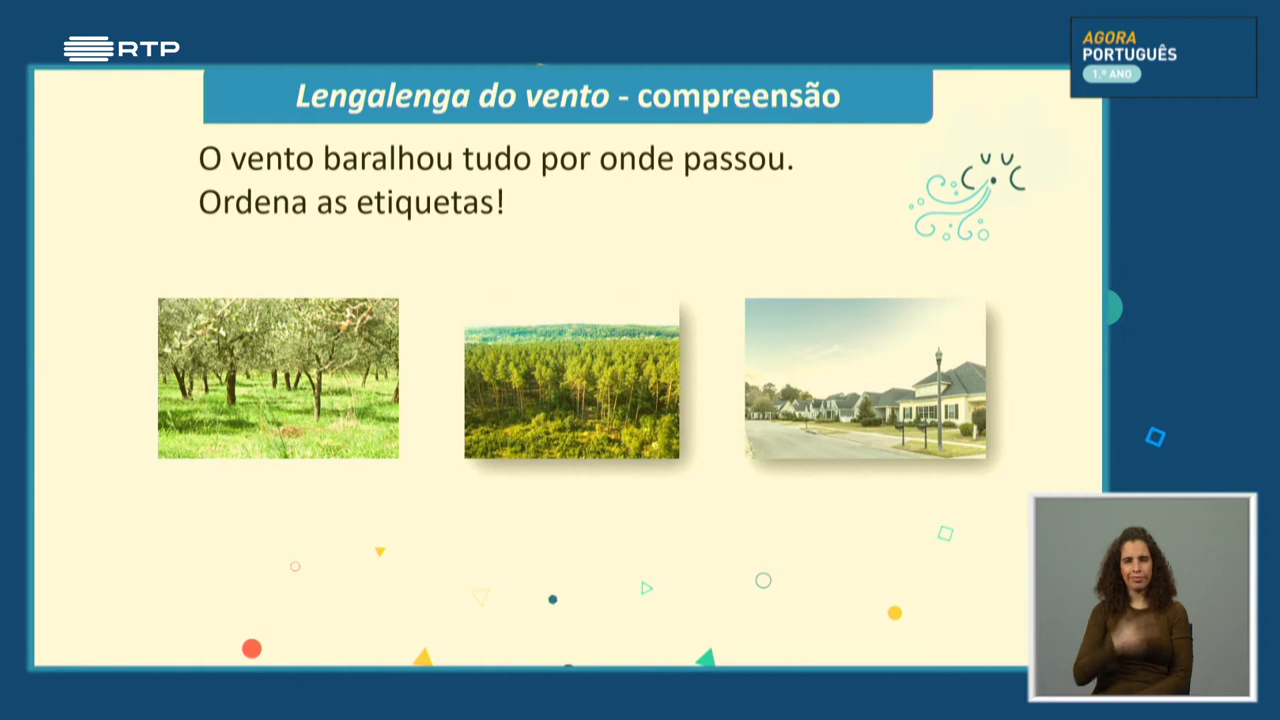 RTP
AGORA
PORTUGUÊS
1.º ANO
Lengalenga do vento - compreensão
O vento baralhou tudo por onde passou.
Ordena as etiquetas!